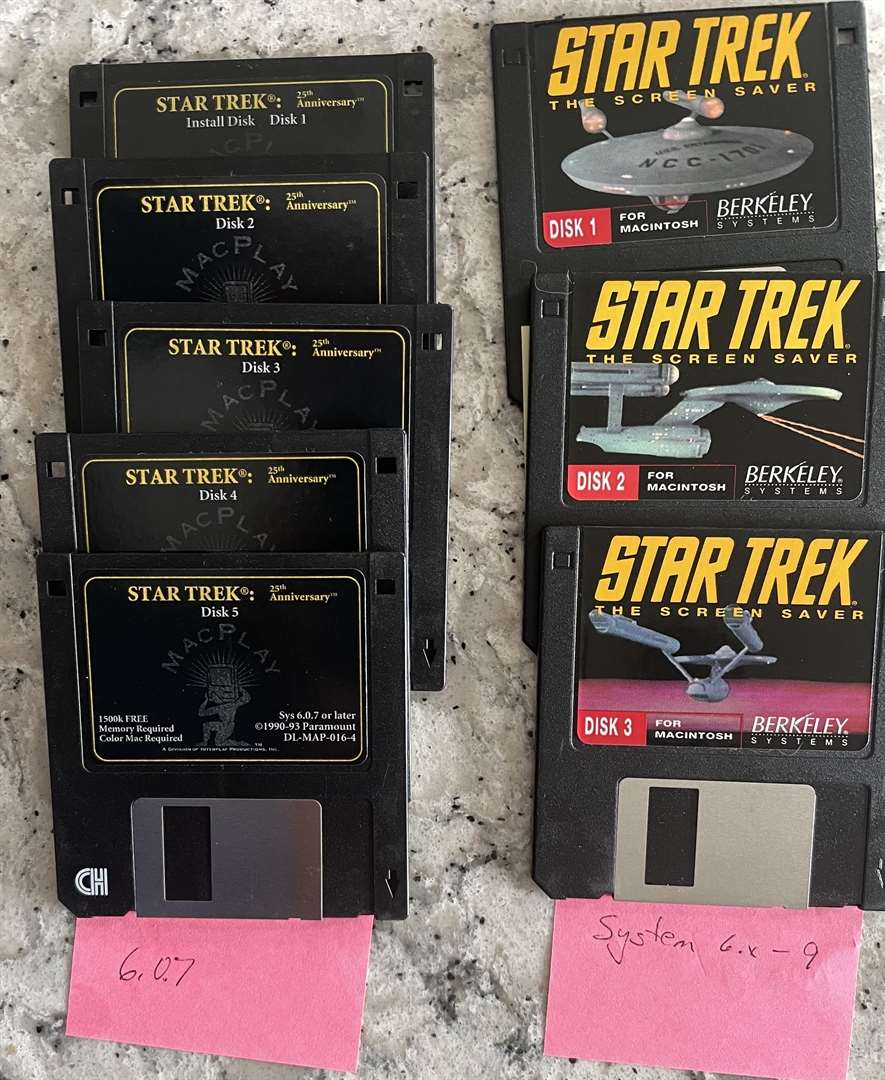 STAR TREK®: 25th Anniversary™
Install Disk Disk 1
MACPLAY
STAR TREK®: 25th Anniversary™
Disk 2
MACPLAY
STAR TREK®: 25th Anniversary™
Disk 3
MACPLAY
STAR TREK®: 25th Anniversary™
Disk 4
MACPLAY
STAR TREK®: 25th Anniversary™
Disk 5
MACPLAY
1500k FREE
Memory Required
Color Mac Required
Sys 6.0.7 or later
©1990-93 Paramount
DL-MAP-016-4
™
A DIVISION OF INTERPLAY PRODUCTIONS, INC.
CH
6.0.7
STAR TREK®
THE SCREEN SAVER
U.S.S. ENTERPRISE
NCC-1701
DISK 1
FOR
MACINTOSH
BERKELEY
SYSTEMS
STAR TREK®
THE SCREEN SAVER
DISK 2
FOR
MACINTOSH
BERKELEY
SYSTEMS
STAR TREK®
THE SCREEN SAVER
DISK 3
FOR
MACINTOSH
BERKELEY
SYSTEMS
System 6.x - 9